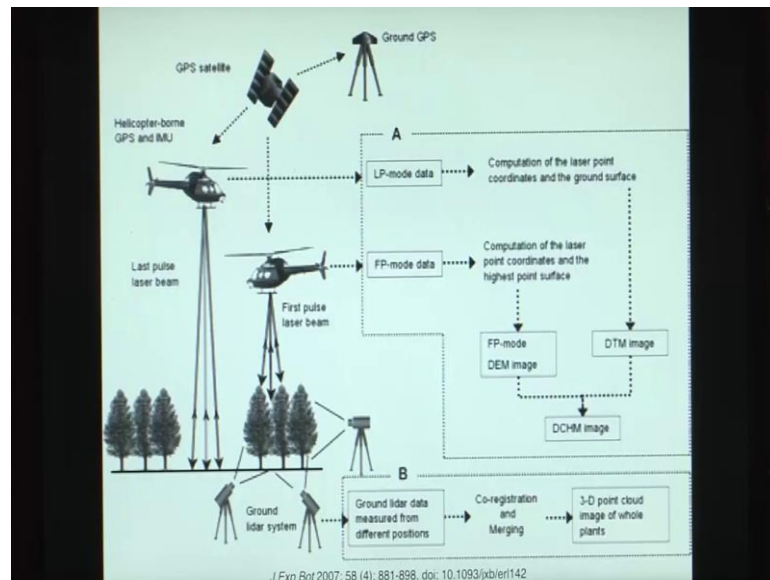 Ground GPS
GPS satellite
Helicopter-borne
GPS and IMU
A
LP-mode data
Computation of the laser point
coordinates and the ground surface
Last pulse
laser beam
First pulse
laser beam
FP-mode data
Computation of the laser
point coordinates and the
highest point surface
FP-mode
DEM image
DTM image
DCHM image
B
Ground
lidar system
Ground lidar data
measured from
different positions
Co-registration
and
Merging
3-D point cloud
image of whole
plants
J Exp Bot 2007; 58 (4): 881-898. doi: 10.1093/jxb/erl142